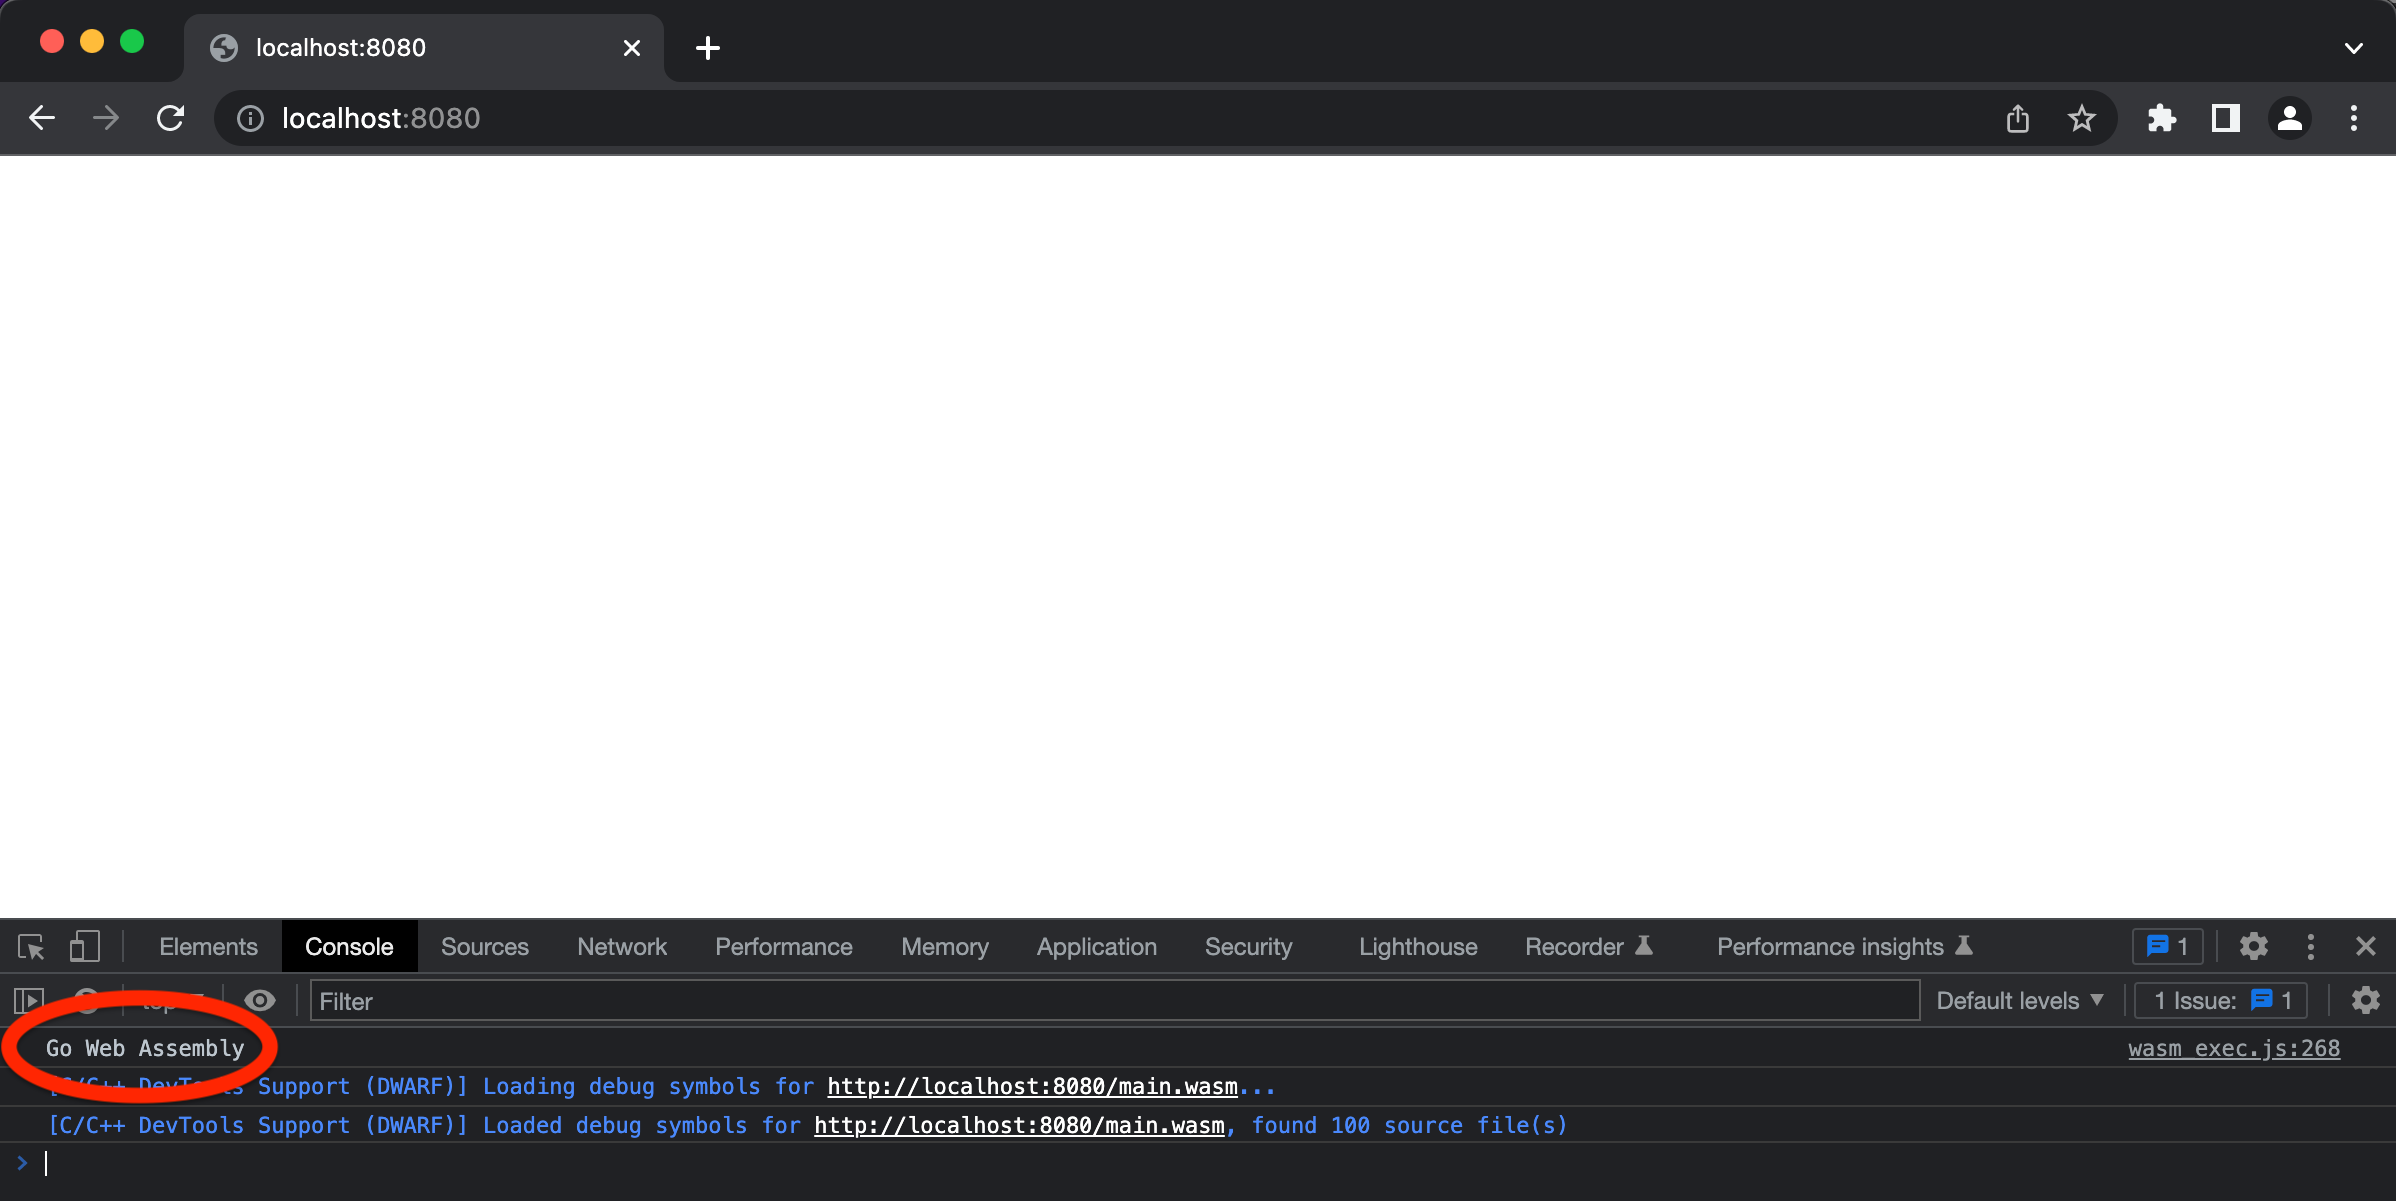 localhost:8080
localhost:8080
Elements Console Sources Network Performance Memory Application Security Lighthouse Recorder Performance insights 1
top Filter Default levels 1 Issue: 1
Go Web Assembly wasm_exec.js:268
[C/C++ DevTools Support (DWARF)] Loading debug symbols for http://localhost:8080/main.wasm...
[C/C++ DevTools Support (DWARF)] Loaded debug symbols for http://localhost:8080/main.wasm, found 100 source file(s)
>